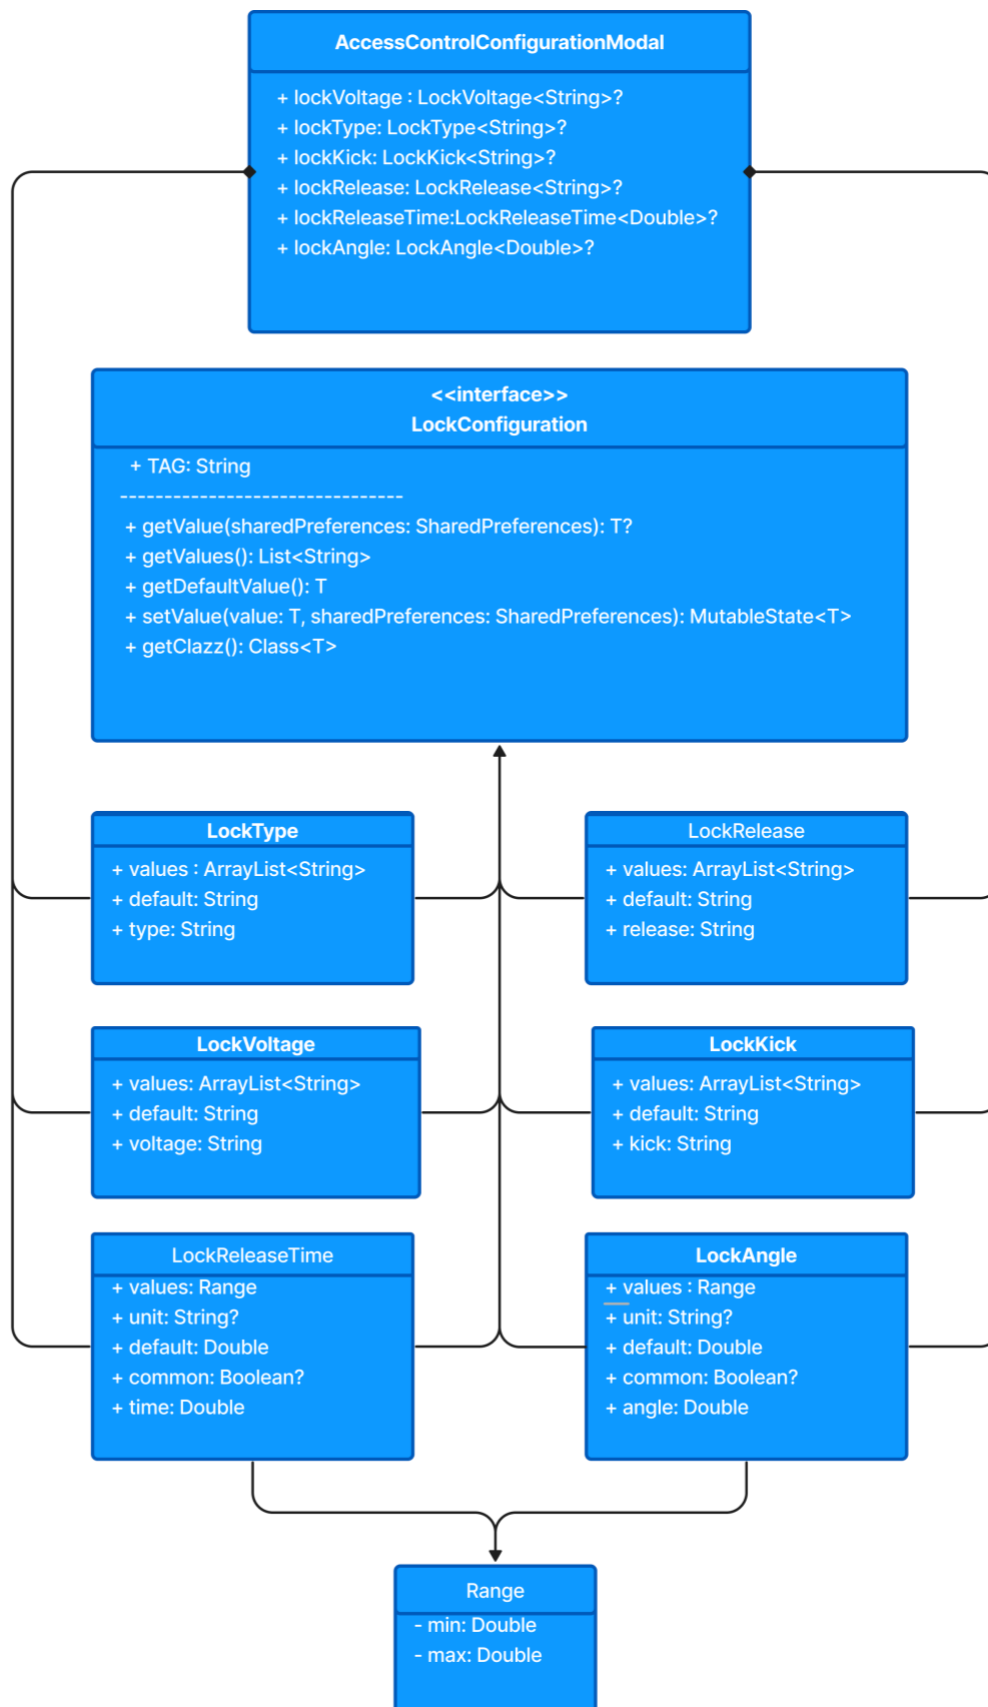 AccessControlConfigurationModal
+ lockVoltage : LockVoltage<String>?
+ lockType: LockType<String>?
+ lockKick: LockKick<String>?
+ lockRelease: LockRelease<String>?
+ lockReleaseTime:LockReleaseTime<Double>?
+ lockAngle: LockAngle<Double>?
<<interface>>
LockConfiguration
+ TAG: String
--------------------------------
+ getValue(sharedPreferences: SharedPreferences): T?
+ getValues(): List<String>
+ getDefaultValue(): T
+ setValue(value: T, sharedPreferences: SharedPreferences): MutableState<T>
+ getClazz(): Class<T>
LockType
+ values : ArrayList<String>
+ default: String
+ type: String
LockRelease
+ values: ArrayList<String>
+ default: String
+ release: String
LockVoltage
+ values: ArrayList<String>
+ default: String
+ voltage: String
LockKick
+ values: ArrayList<String>
+ default: String
+ kick: String
LockReleaseTime
+ values: Range
+ unit: String?
+ default: Double
+ common: Boolean?
+ time: Double
LockAngle
+ values : Range
+ unit: String?
+ default: Double
+ common: Boolean?
+ angle: Double
Range
- min: Double
- max: Double